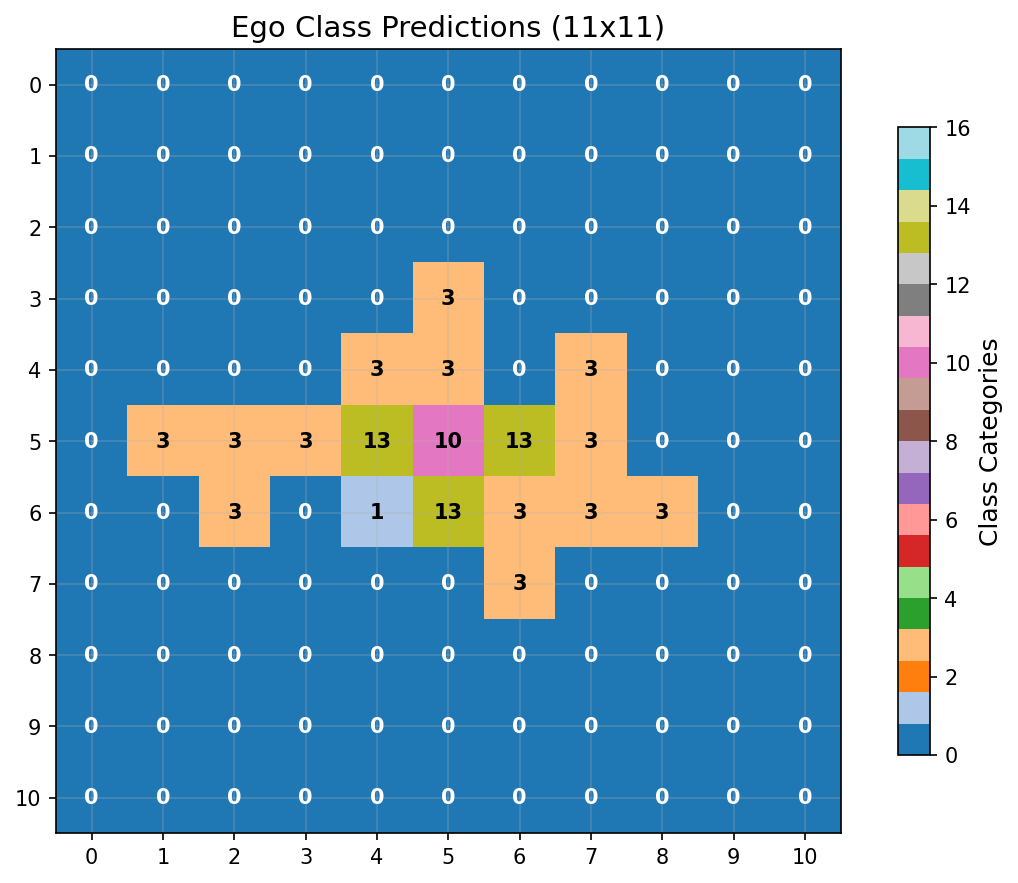 Ego Class Predictions (11x11)
0 0 0 0 0 0 0 0 0 0 0 0
1 0 0 0 0 0 0 0 0 0 0 0
2 0 0 0 0 0 0 0 0 0 0 0
3 0 0 0 0 0 3 0 0 0 0 0
4 0 0 0 0 3 3 0 3 0 0 0
5 0 3 3 3 13 10 13 3 0 0 0
6 0 0 3 0 1 13 3 3 3 0 0
7 0 0 0 0 0 0 3 0 0 0 0
8 0 0 0 0 0 0 0 0 0 0 0
9 0 0 0 0 0 0 0 0 0 0 0
10 0 0 0 0 0 0 0 0 0 0 0
0 1 2 3 4 5 6 7 8 9 10
16
14
12
10
8
6
4
2
0
Class Categories